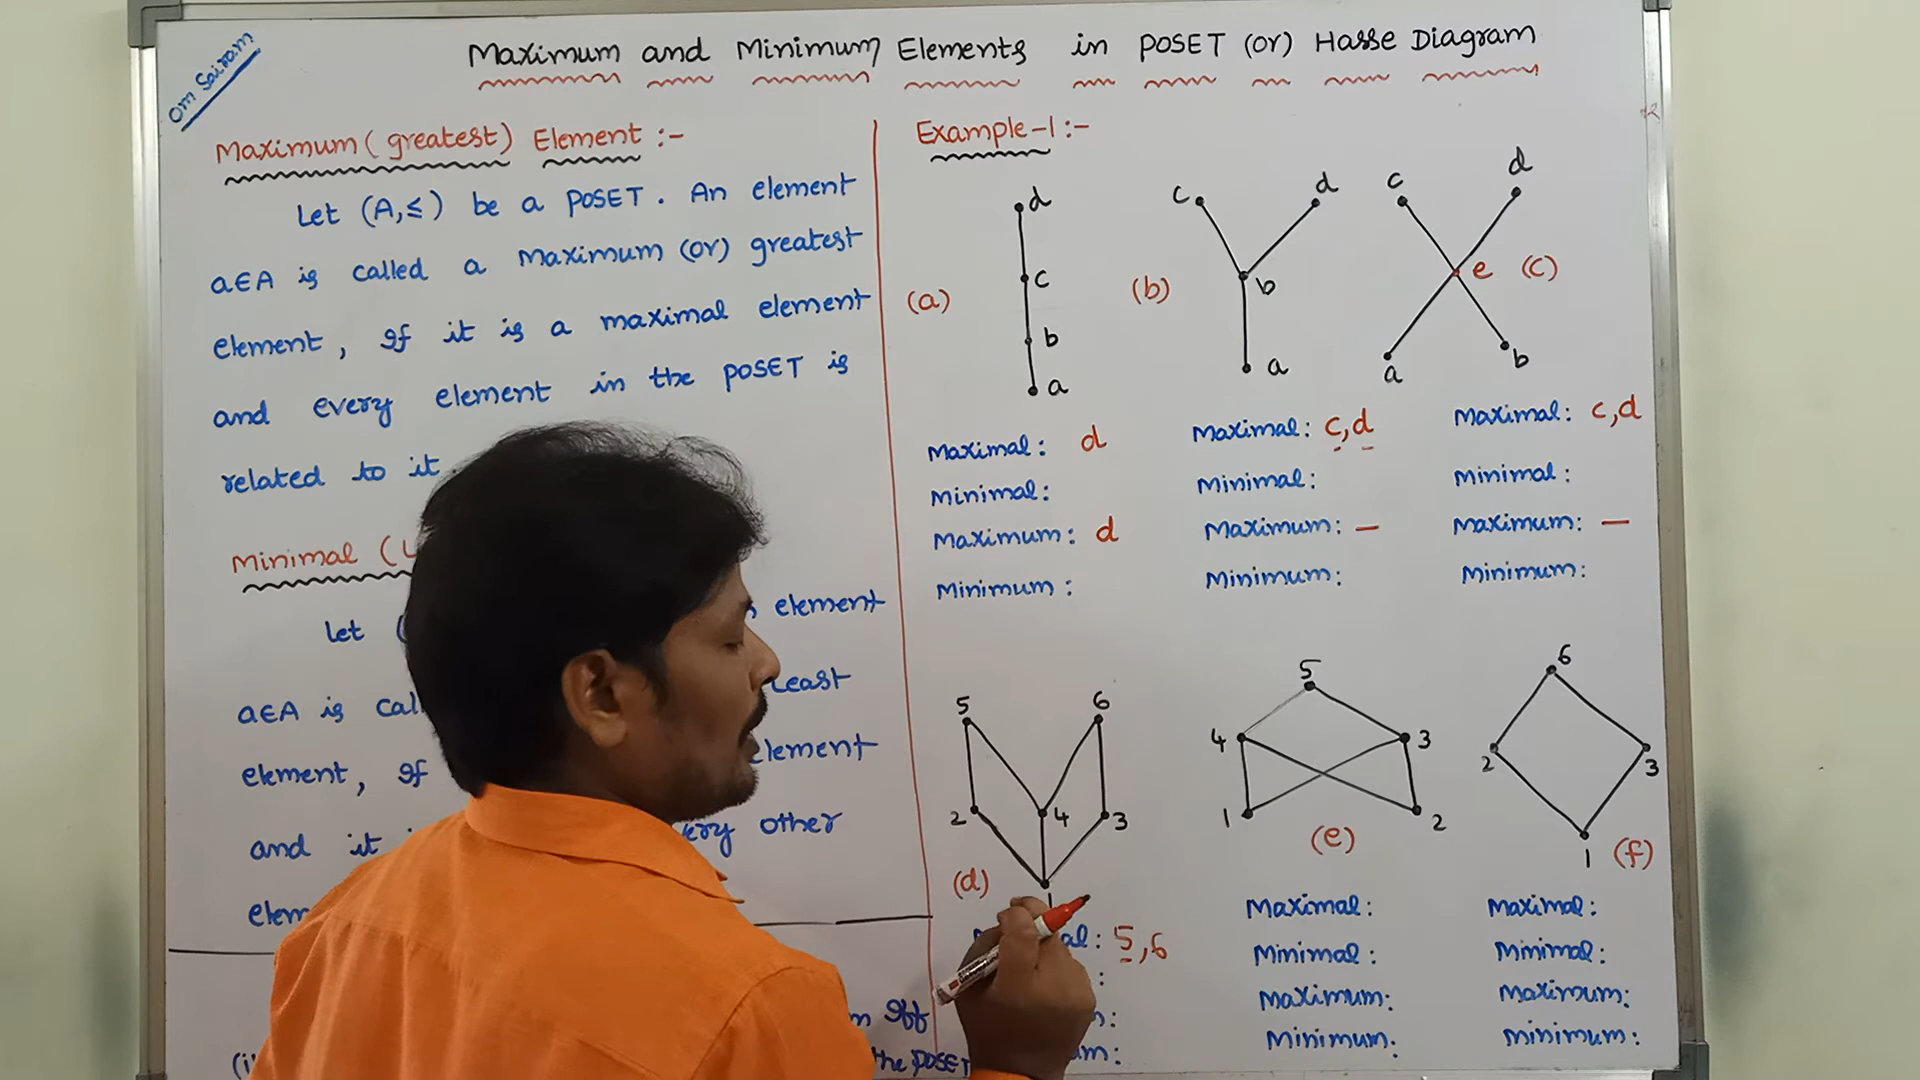 Om Sairam
Maximum and Minimum Elements in POSET (or) Hasse Diagram
Maximum (greatest) Element :-
Let (A,≤) be a POSET. An element
a∈A is called a maximum (or) greatest
element, if it is a maximal element
and every element in the POSET is
related to it.
Minimal (
Let ( element
a∈A is Least
element, if
and it other
iff
the POSET
Example-1:-
d
c
b
a
(a)
c d
b
a
(b)
c d
e
a b
(c)
Maximal: d
Minimal:
Maximum: d
Minimum:
Maximal: c,d
Minimal:
Maximum: –
Minimum:
Maximal: c,d
Minimal:
Maximum: –
Minimum:
5 6
2 4 3
(d)
5,6
5
4 3
1 2
(e)
Maximal:
Minimal:
Maximum:
Minimum:
6
2 3
1
(f)
Maximal:
Minimal:
Maximum:
Minimum: